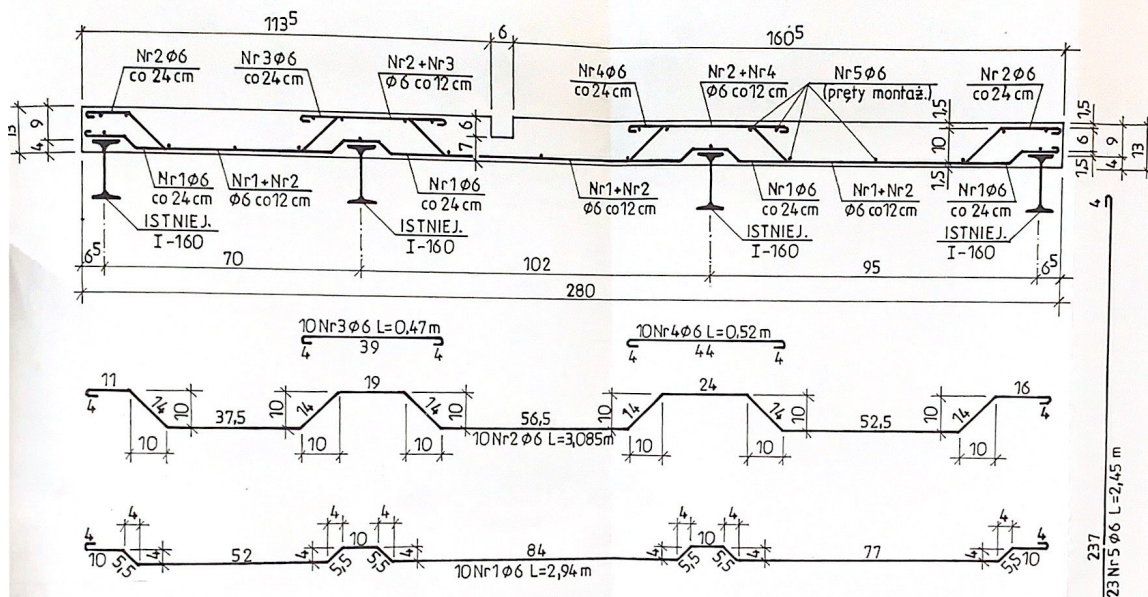 113⁵
6
160⁵
Nr2 ϕ6
co 24 cm
Nr3 ϕ6
co 24 cm
Nr2+Nr3
ϕ6 co 12 cm
Nr4 ϕ6
co 24 cm
Nr2+Nr4
ϕ6 co 12 cm
Nr5 ϕ6
(pręty montaż.)
Nr2 ϕ6
co 24 cm
13
9
4
6
7
1,5
10
1,5
1,5
6
1,5
9
4
13
Nr1 ϕ6
co 24 cm
Nr1+Nr2
ϕ6 co 12 cm
Nr1 ϕ6
co 24 cm
Nr1+Nr2
ϕ6 co 12 cm
Nr1 ϕ6
co 24 cm
Nr1+Nr2
ϕ6 co 12 cm
Nr1 ϕ6
co 24 cm
ISTNIEJ.
I-160
ISTNIEJ.
I-160
ISTNIEJ.
I-160
ISTNIEJ.
I-160
6⁵
70
102
95
6⁵
280
10 Nr3 ϕ6 L=0,47 m
4
39
4
10 Nr4 ϕ6 L=0,52 m
4
44
4
11
4
14
10
37,5
10
14
19
14
10
56,5
10
14
24
14
10
52,5
14
10
16
4
10 Nr2 ϕ6 L=3,085m
10
10
10
10
10
10
4
4
4
4
4
4
4
10
5,5
4
52
4
5,5
10
5,5
4
84
4
5,5
10
5,5
4
77
4
5,5
10
4
10 Nr1 ϕ6 L=2,94 m
4
237
23 Nr5 ϕ6 L=2,45 m